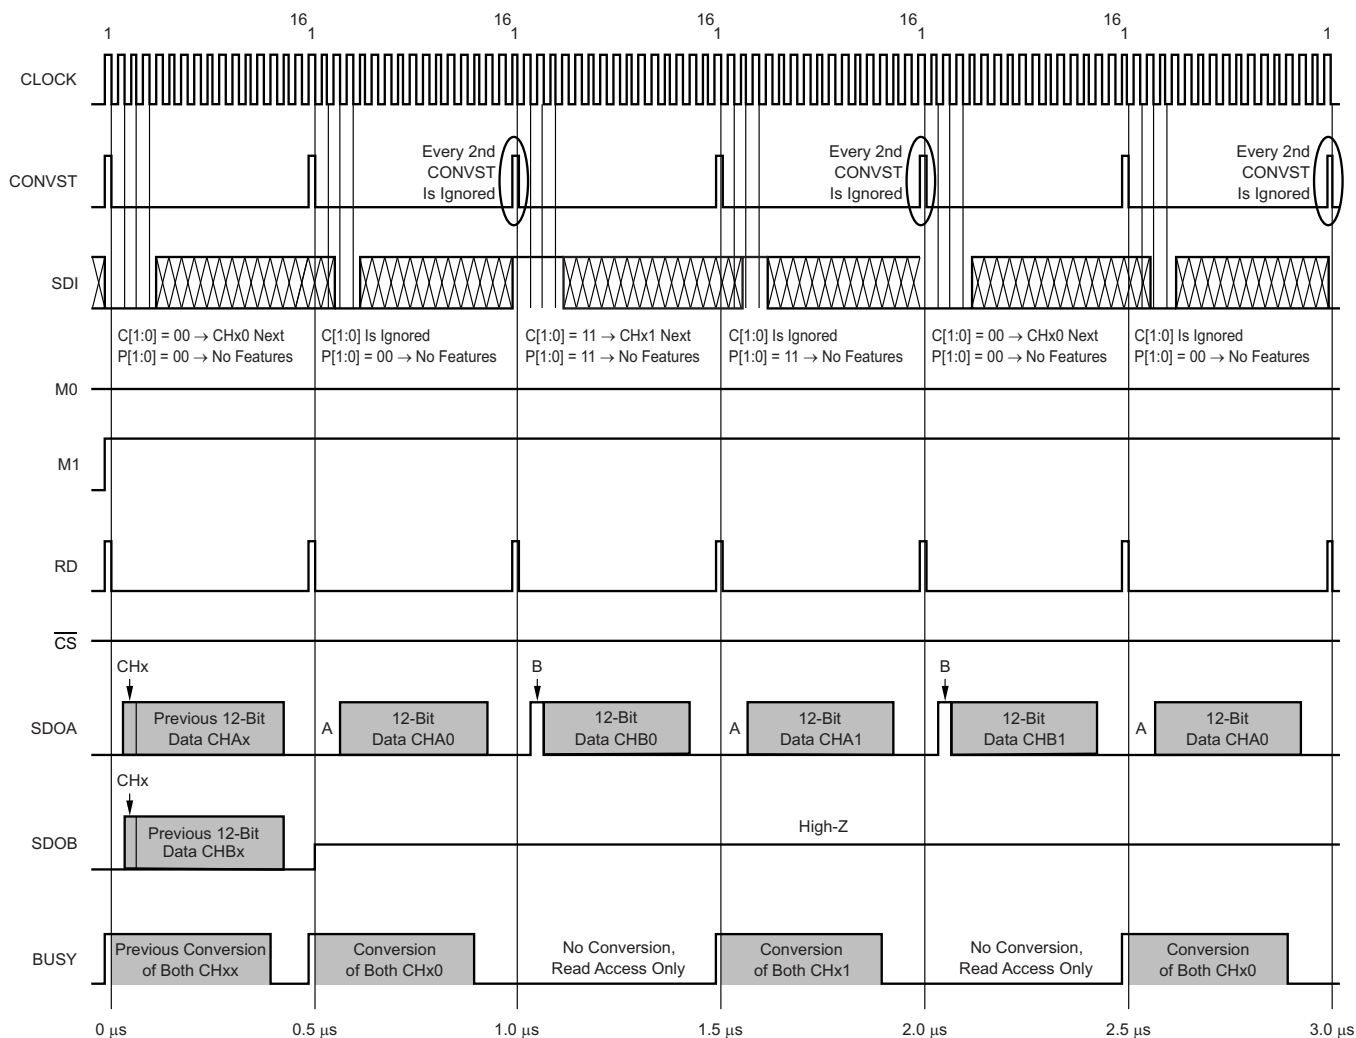 16 16 16 16 16
1 1 1 1 1 1 1
CLOCK
CONVST
Every 2nd
CONVST
Is Ignored
Every 2nd
CONVST
Is Ignored
Every 2nd
CONVST
Is Ignored
SDI
C[1:0] = 00 → CHx0 Next
P[1:0] = 00 → No Features
C[1:0] Is Ignored
P[1:0] = 00 → No Features
C[1:0] = 11 → CHx1 Next
P[1:0] = 11 → No Features
C[1:0] Is Ignored
P[1:0] = 11 → No Features
C[1:0] = 00 → CHx0 Next
P[1:0] = 00 → No Features
C[1:0] Is Ignored
P[1:0] = 00 → No Features
M0
M1
RD
CS
SDOA
CHx
Previous 12-Bit
Data CHAx
A
12-Bit
Data CHA0
B
12-Bit
Data CHB0
A
12-Bit
Data CHA1
B
12-Bit
Data CHB1
A
12-Bit
Data CHA0
SDOB
CHx
Previous 12-Bit
Data CHBx
High-Z
BUSY
Previous Conversion
of Both CHxx
Conversion
of Both CHx0
No Conversion,
Read Access Only
Conversion
of Both CHx1
No Conversion,
Read Access Only
Conversion
of Both CHx0
0 μs 0.5 μs 1.0 μs 1.5 μs 2.0 μs 2.5 μs 3.0 μs